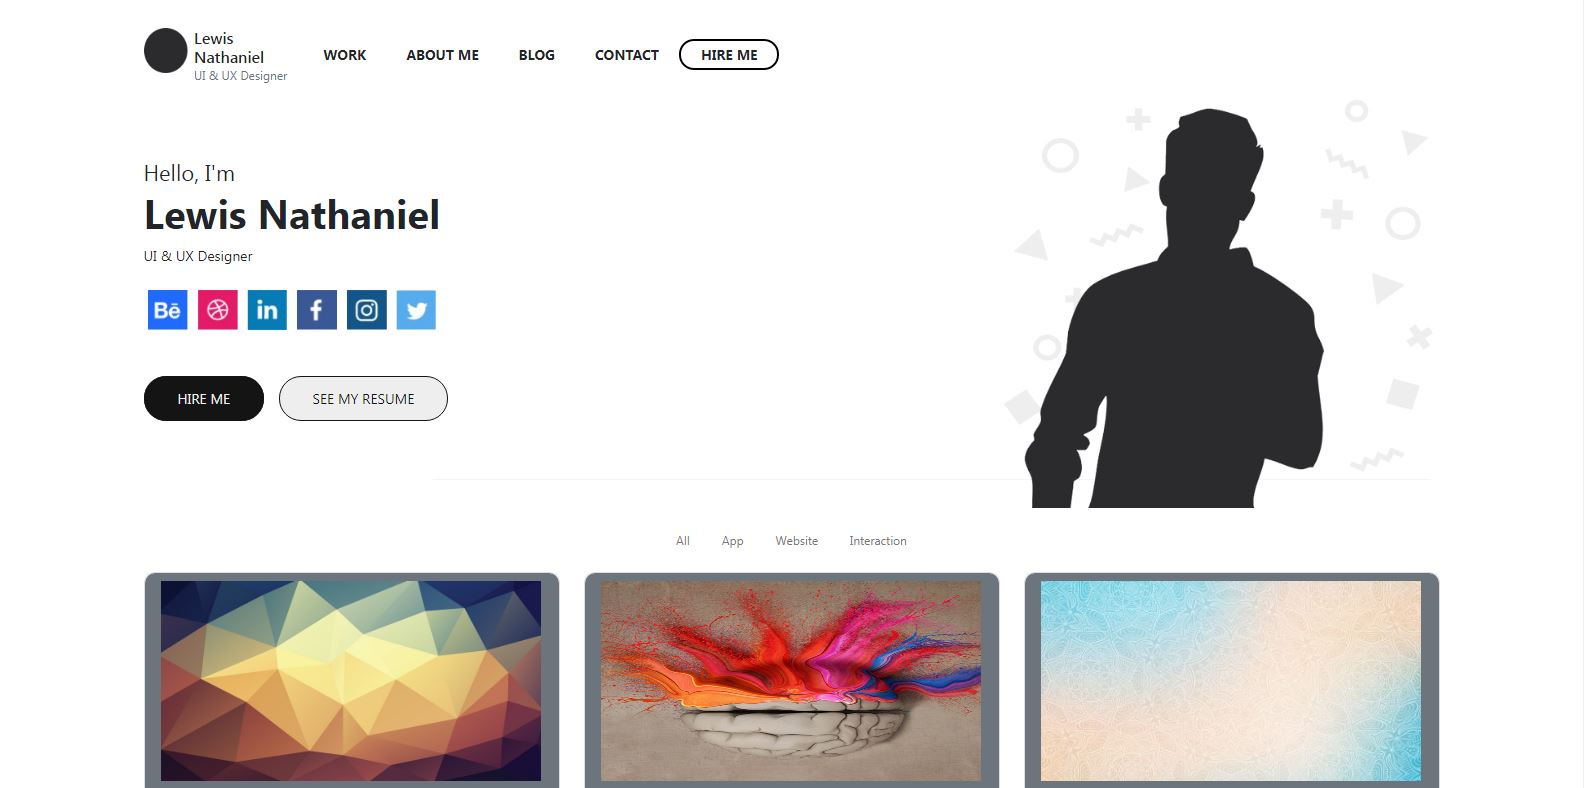 Lewis
Nathaniel
UI & UX Designer
WORK ABOUT ME BLOG CONTACT HIRE ME
Hello, I'm
Lewis Nathaniel
UI & UX Designer
Bē in f
HIRE ME SEE MY RESUME
All App Website Interaction